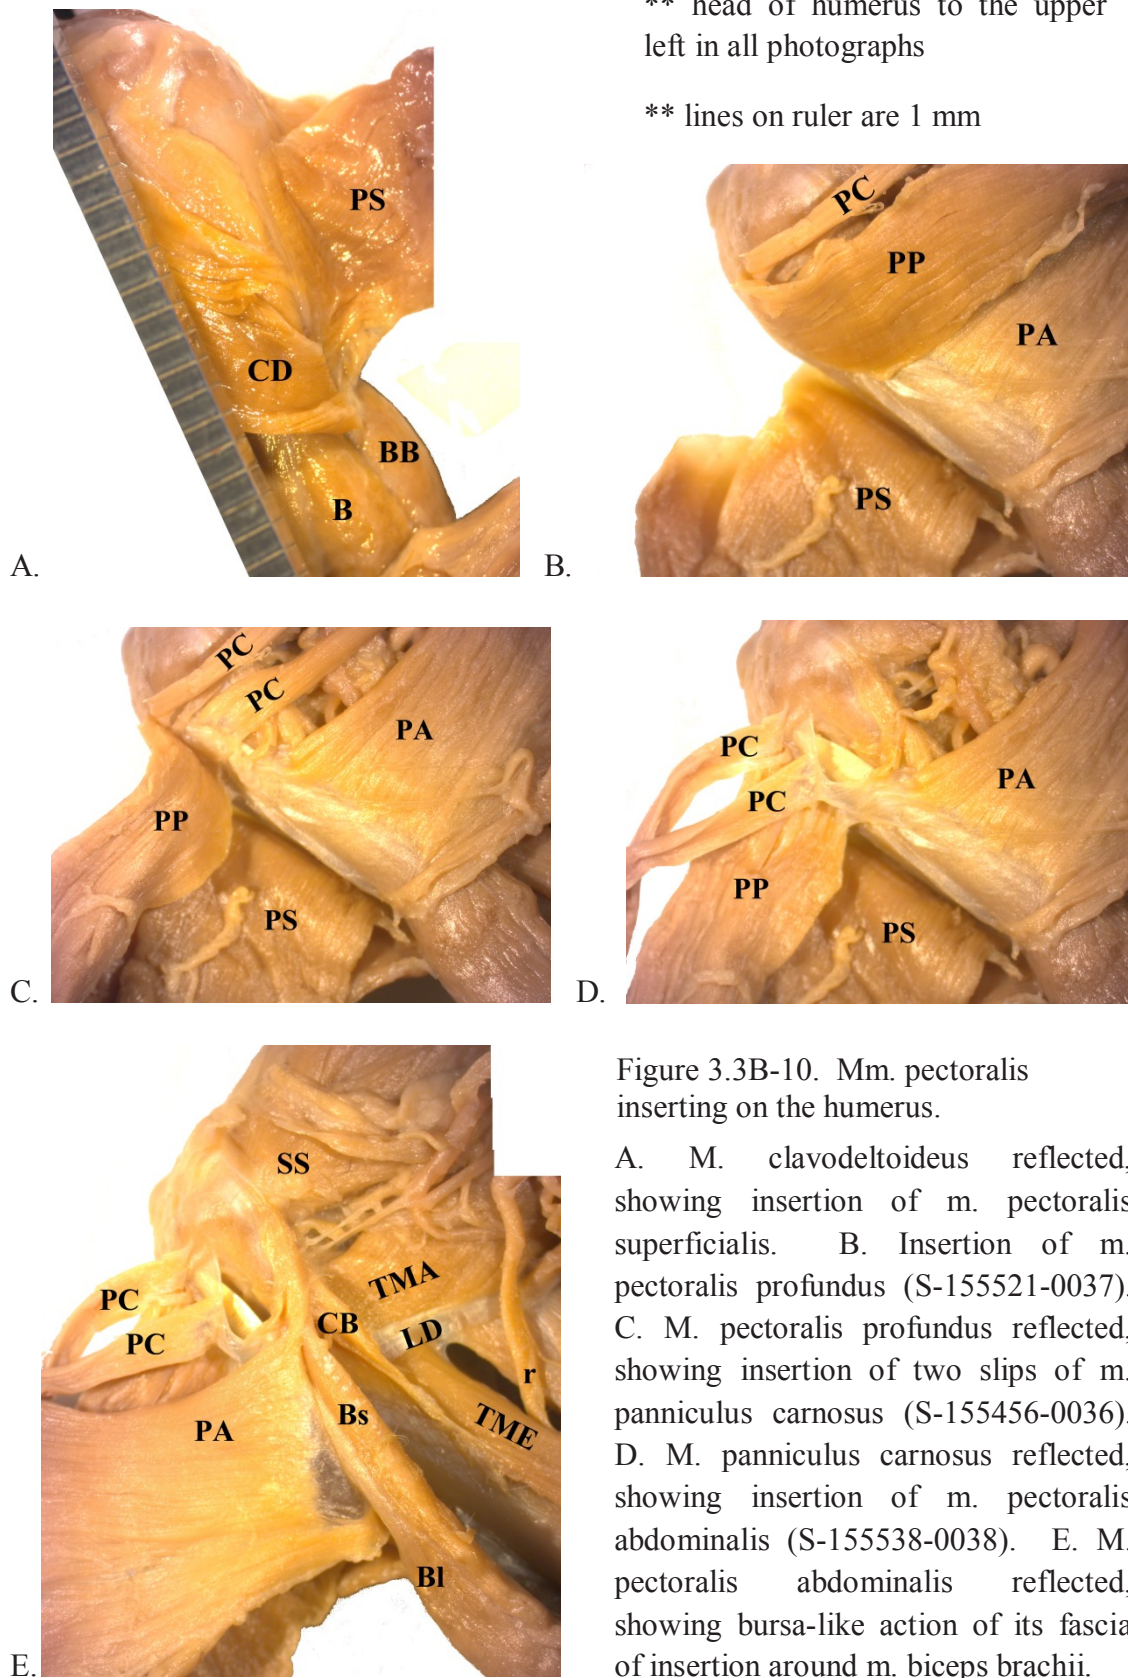 ** head of humerus to the upper
left in all photographs
** lines on ruler are 1 mm
PS
CD
BB
B
A.
PC
PP
PA
PS
B.
PC
PC
PA
PP
PS
C.
PC
PC
PA
PP
PS
D.
SS
TMA
PC
CB
PC
LD
r
PA
Bs
TME
Bl
E.
Figure 3.3B-10. Mm. pectoralis
inserting on the humerus.
A. M. clavodeltoideus reflected,
showing insertion of m. pectoralis
superficialis. B. Insertion of m.
pectoralis profundus (S-155521-0037).
C. M. pectoralis profundus reflected,
showing insertion of two slips of m.
panniculus carnosus (S-155456-0036).
D. M. panniculus carnosus reflected,
showing insertion of m. pectoralis
abdominalis (S-155538-0038). E. M.
pectoralis abdominalis reflected,
showing bursa-like action of its fascia
of insertion around m. biceps brachii.